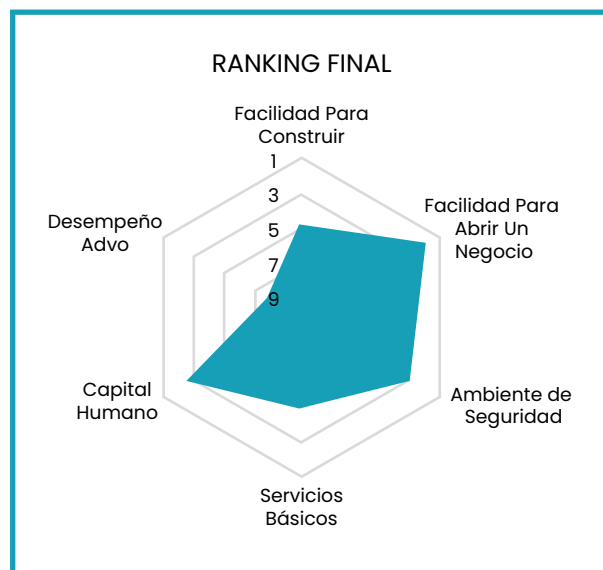 RANKING FINAL
Facilidad Para
Construir
1
3
5
7
9
Facilidad Para
Abrir Un
Negocio
Ambiente de
Seguridad
Servicios
Básicos
Capital
Humano
Desempeño
Advo